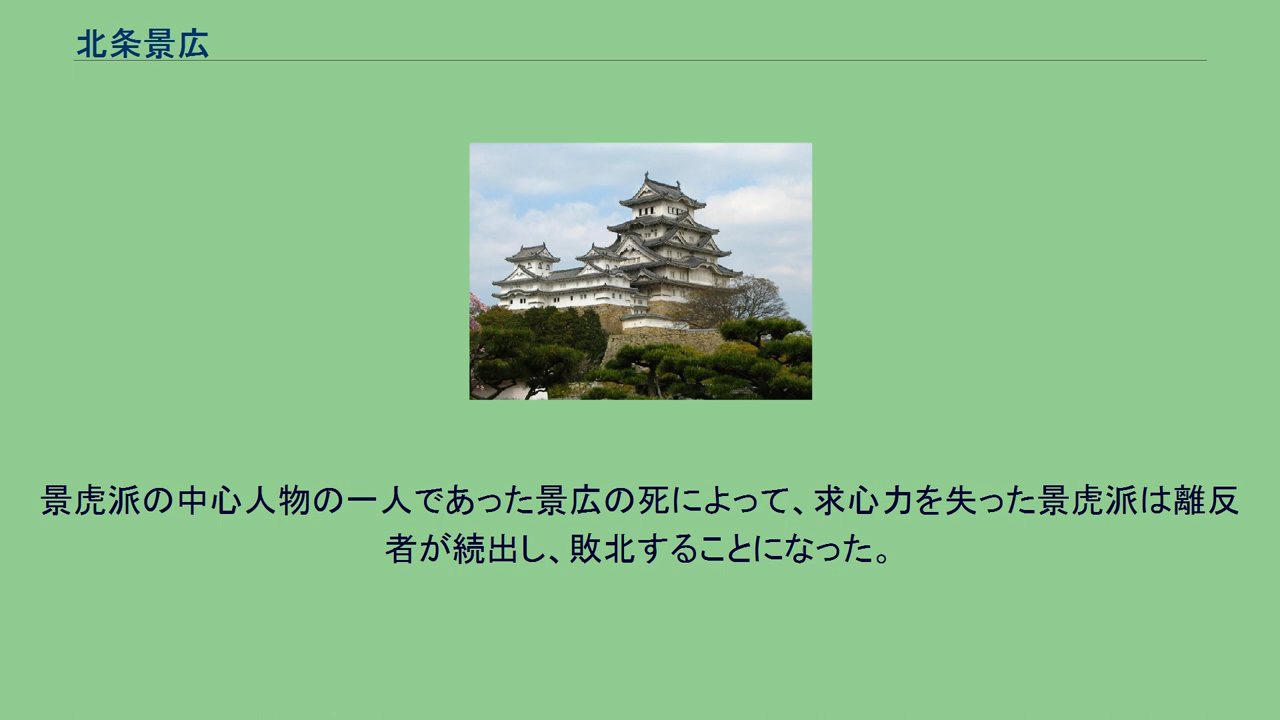 北条景広
景虎派の中心人物の一人であった景広の死によって、求心力を失った景虎派は離反
者が続出し、敗北することになった。